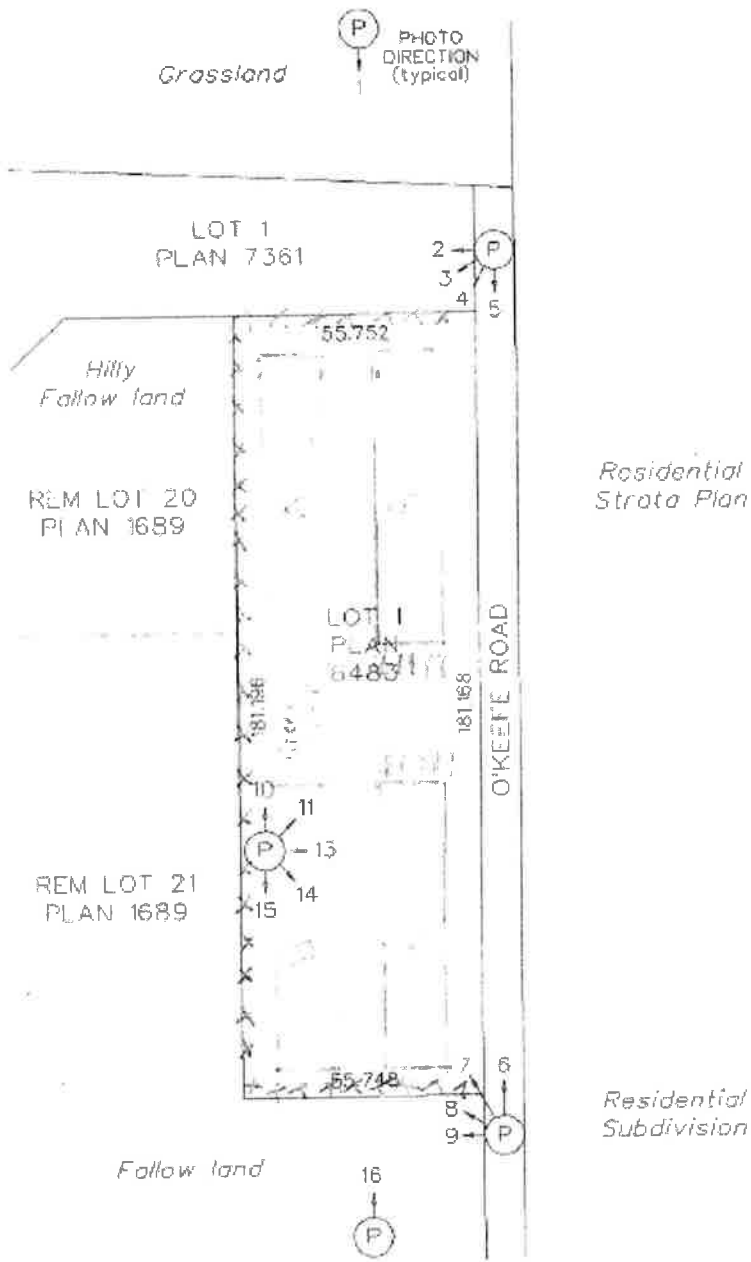 P
PHOTO
DIRECTION
(typical)
1
Grassland
LOT 1
PLAN 7361
2
P
3
4
5
55.752
Hilly
Fallow land
Residential
Strata Plan
REM LOT 20
PLAN 1689
LOT 1
PLAN
6483
181.196
181.168
O'KEEFE ROAD
10
11
P
13
14
15
REM LOT 21
PLAN 1689
55.748
7
6
8
9
P
Residential
Subdivision
Fallow land
16
P